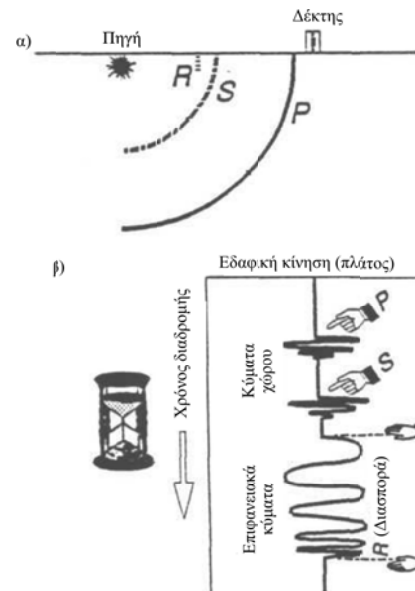 α)
Πηγή
Δέκτης
R
S
P
β)
Εδαφική κίνηση (πλάτος)
Χρόνος διαδρομής
Κύματα
χώρου
P
S
Επιφανειακά
κύματα
R (Διασπορά)